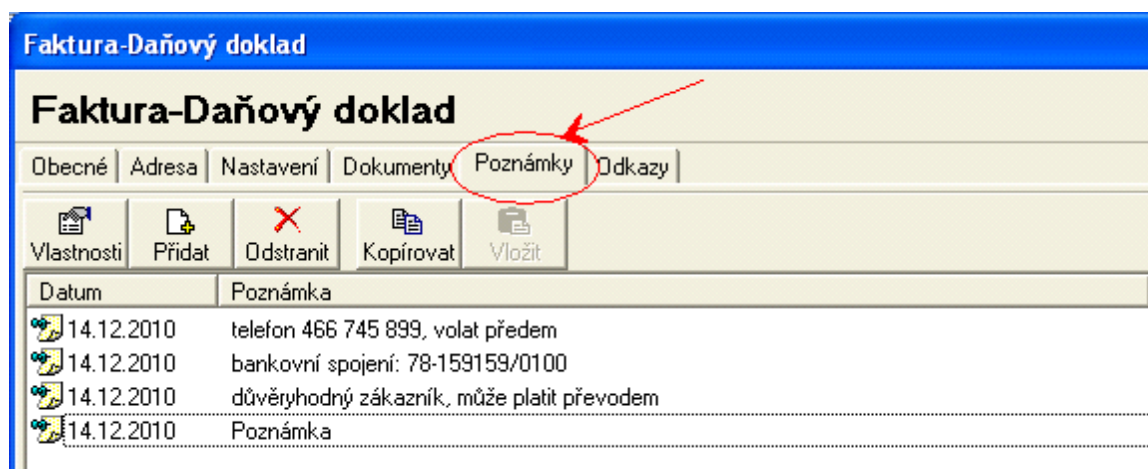 Faktura-Daňový doklad
Faktura-Daňový doklad
Obecné Adresa Nastavení Dokumenty Poznámky Odkazy
Vlastnosti Přidat Odstranit Kopírovat Vložit
Datum Poznámka
14.12.2010 telefon 466 745 899, volat předem
14.12.2010 bankovní spojení: 78-159159/0100
14.12.2010 důvěryhodný zákazník, může platit převodem
14.12.2010 Poznámka